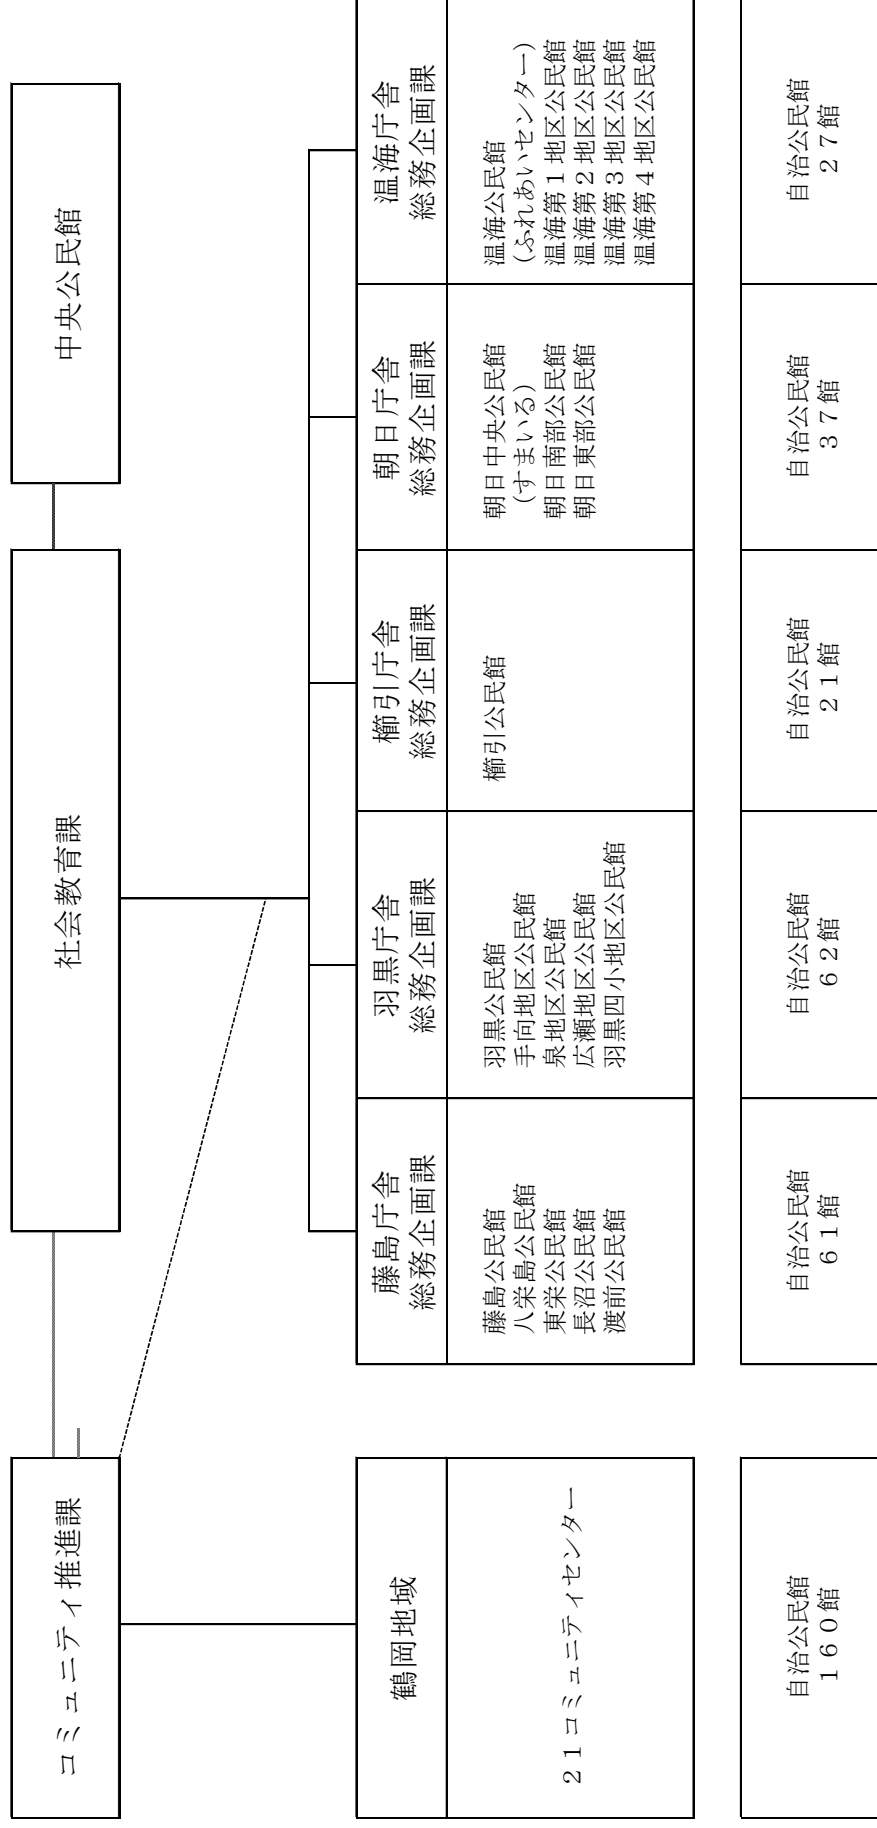 コミュニティ推進課
社会教育課
中央公民館
鶴岡地域
21コミュニティセンター
自治公民館
160館
藤島庁舎
総務企画課
藤島公民館
八栄島公民館
東栄公民館
長沼公民館
渡前公民館
自治公民館
61館
羽黒庁舎
総務企画課
羽黒公民館
手向地区公民館
泉地区公民館
広瀬地区公民館
羽黒四小地区公民館
自治公民館
62館
櫛引庁舎
総務企画課
櫛引公民館
自治公民館
21館
朝日庁舎
総務企画課
朝日中央公民館
(すまいる)
朝日南部公民館
朝日東部公民館
自治公民館
37館
温海庁舎
総務企画課
温海公民館
(ふれあいセンター)
温海第1地区公民館
温海第2地区公民館
温海第3地区公民館
温海第4地区公民館
自治公民館
27館